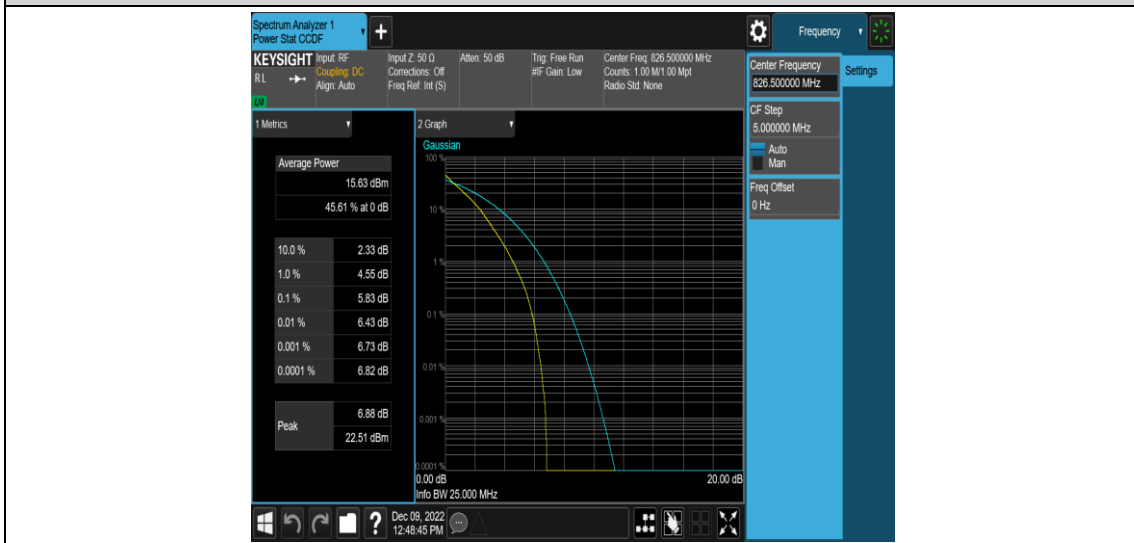 Spectrum Analyzer 1
Power Stat CCDF
Frequency
KEYSIGHT
RL
Input: RF
Coupling: DC
Align: Auto
Input Z: 50 Ω
Corrections: Off
Freq Ref: Int (S)
Atten: 50 dB
Trig: Free Run
#IF Gain: Low
Center Freq: 826.500000 MHz
Counts: 1.00 M/1.00 Mpt
Radio Std: None
Center Frequency
826.500000 MHz
Settings
CF Step
5.000000 MHz
Auto
Man
Freq Offset
0 Hz
1 Metrics
Average Power
15.63 dBm
45.61 % at 0 dB
10.0 % 2.33 dB
1.0 % 4.55 dB
0.1 % 5.83 dB
0.01 % 6.43 dB
0.001 % 6.73 dB
0.0001 % 6.82 dB
Peak 6.88 dB
22.51 dBm
2 Graph
Gaussian
100 %
10 %
1 %
0.1 %
0.01 %
0.001 %
0.0001 %
0.00 dB 20.00 dB
Info BW 25.000 MHz
? Dec 09, 2022
12:48:45 PM